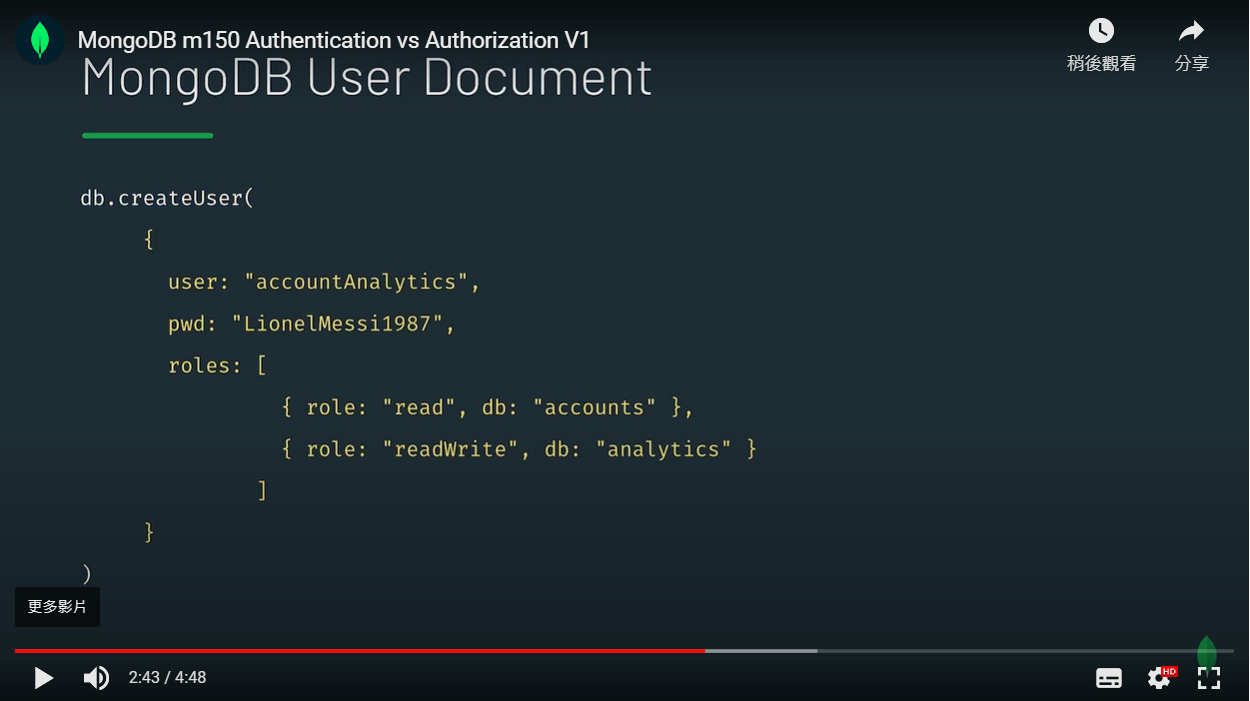 MongoDB m150 Authentication vs Authorization V1
稍後觀看
分享
MongoDB User Document
db.createUser(
{
user: "accountAnalytics",
pwd: "LionelMessi1987",
roles: [
{ role: "read", db: "accounts" },
{ role: "readWrite", db: "analytics" }
]
}
)
更多影片
2:43 / 4:48
HD